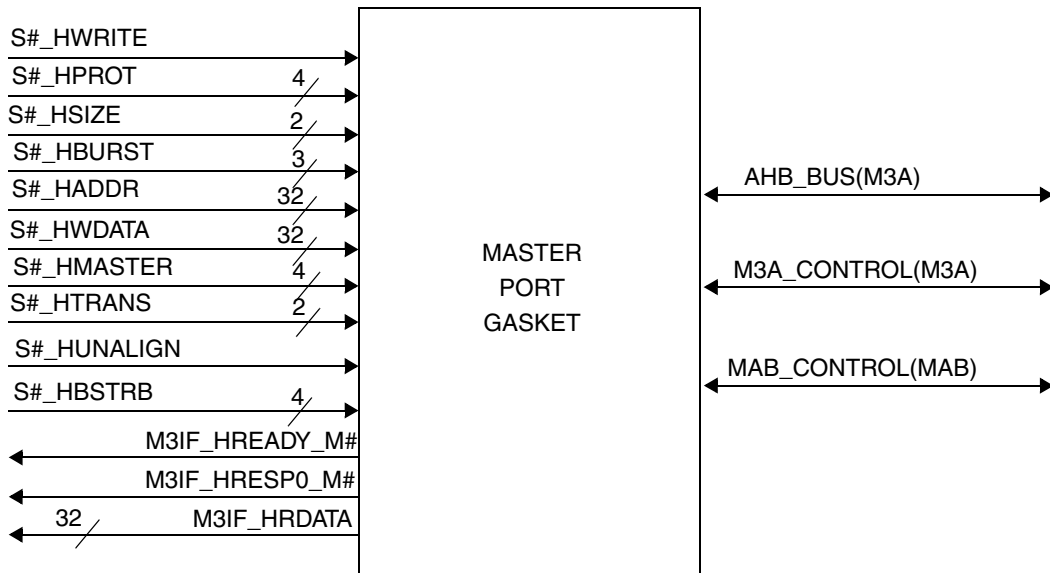 S#_HWRITE
S#_HPROT 4
S#_HSIZE 2
S#_HBURST 3
S#_HADDR 32
S#_HWDATA 32
S#_HMASTER 4
S#_HTRANS 2
S#_HUNALIGN
S#_HBSTRB 4
M3IF_HREADY_M#
M3IF_HRESP0_M#
32 M3IF_HRDATA
MASTER
PORT
GASKET
AHB_BUS(M3A)
M3A_CONTROL(M3A)
MAB_CONTROL(MAB)